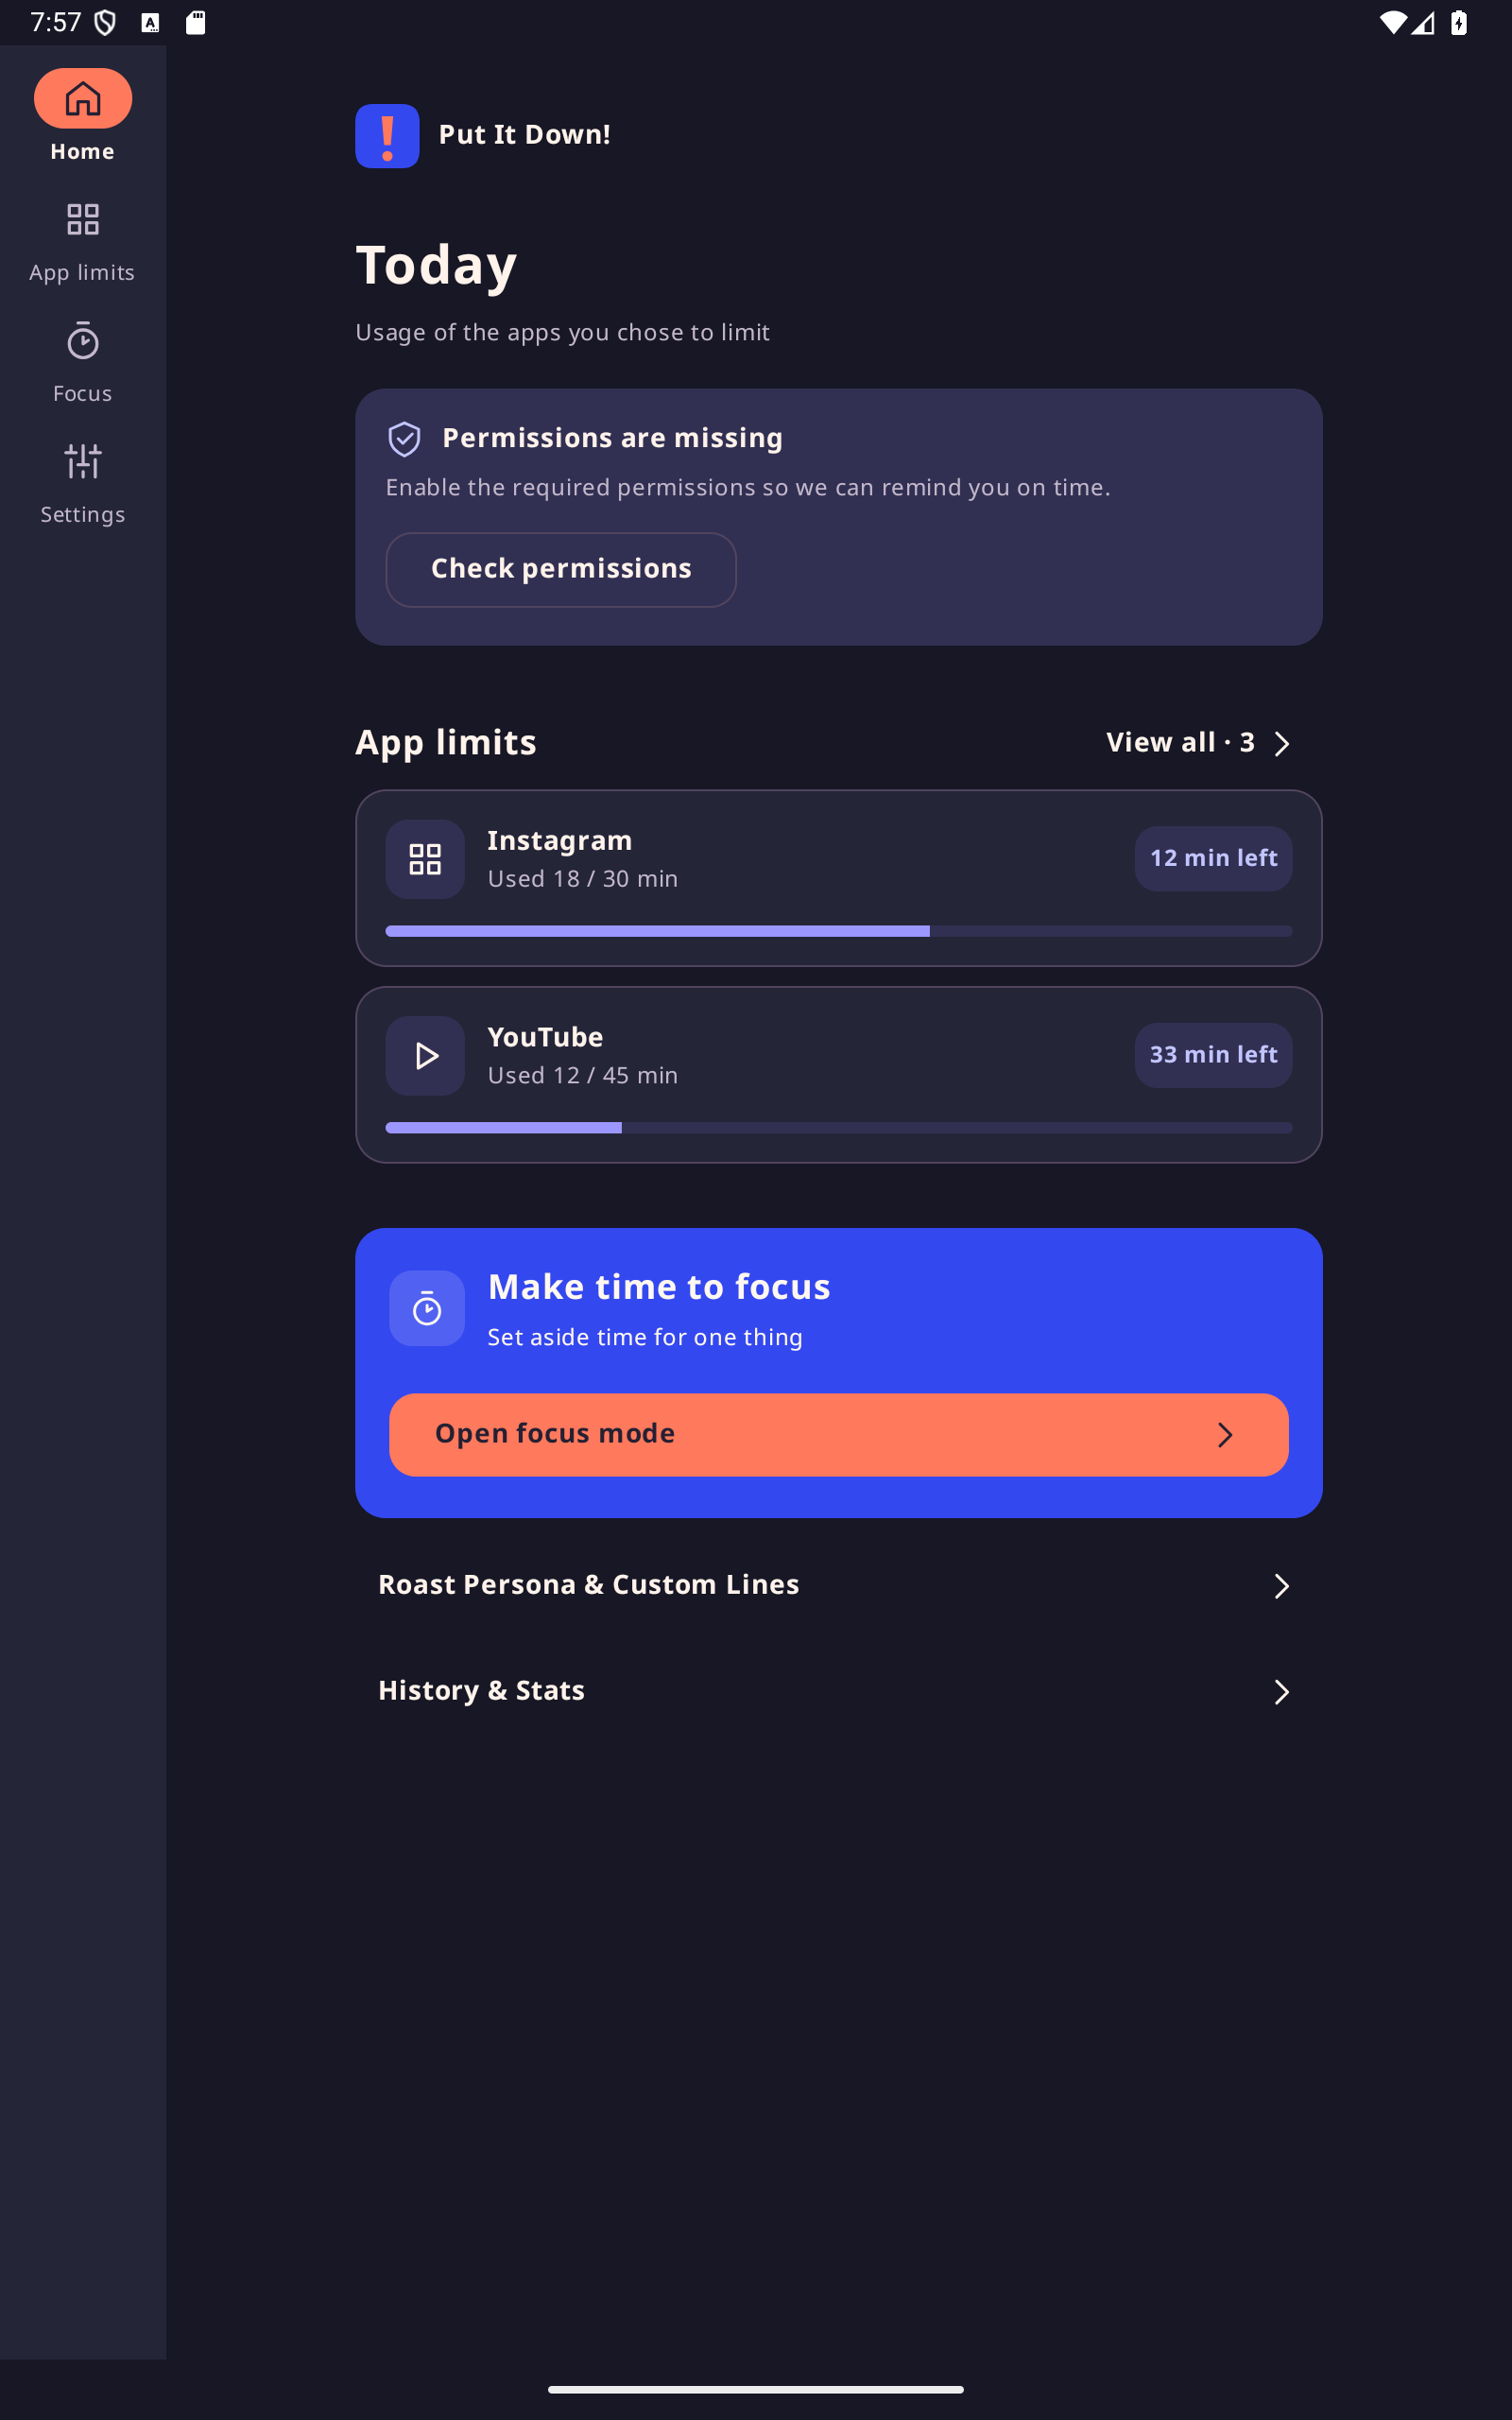 7:57
Home
App limits
Focus
Settings
Put It Down!
Today
Usage of the apps you chose to limit
Permissions are missing
Enable the required permissions so we can remind you on time.
Check permissions
App limits
View all · 3
Instagram
Used 18 / 30 min
12 min left
YouTube
Used 12 / 45 min
33 min left
Make time to focus
Set aside time for one thing
Open focus mode
Roast Persona & Custom Lines
History & Stats